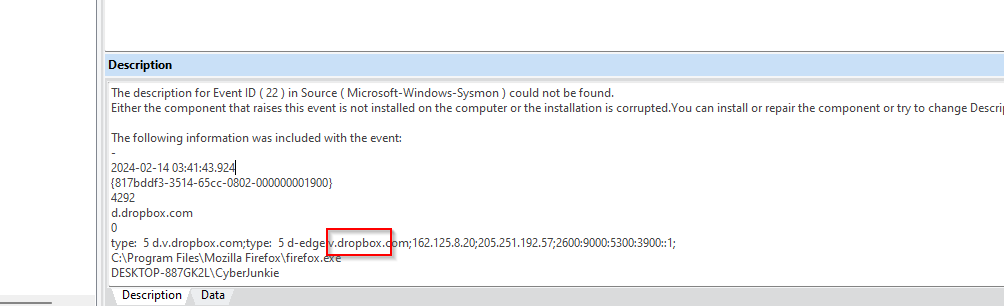 Description
The description for Event ID ( 22 ) in Source ( Microsoft-Windows-Sysmon ) could not be found.
Either the component that raises this event is not installed on the computer or the installation is corrupted.You can install or repair the component or try to change Descri
The following information was included with the event:
-
2024-02-14 03:41:43.924
{817bddf3-3514-65cc-0802-000000001900}
4292
d.dropbox.com
0
type:  5 d.v.dropbox.com;type:  5 d-edge.v.dropbox.com;162.125.8.20;205.251.192.57;2600:9000:5300:3900::1;
C:\Program Files\Mozilla Firefox\firefox.exe
DESKTOP-887GK2L\CyberJunkie
Description Data